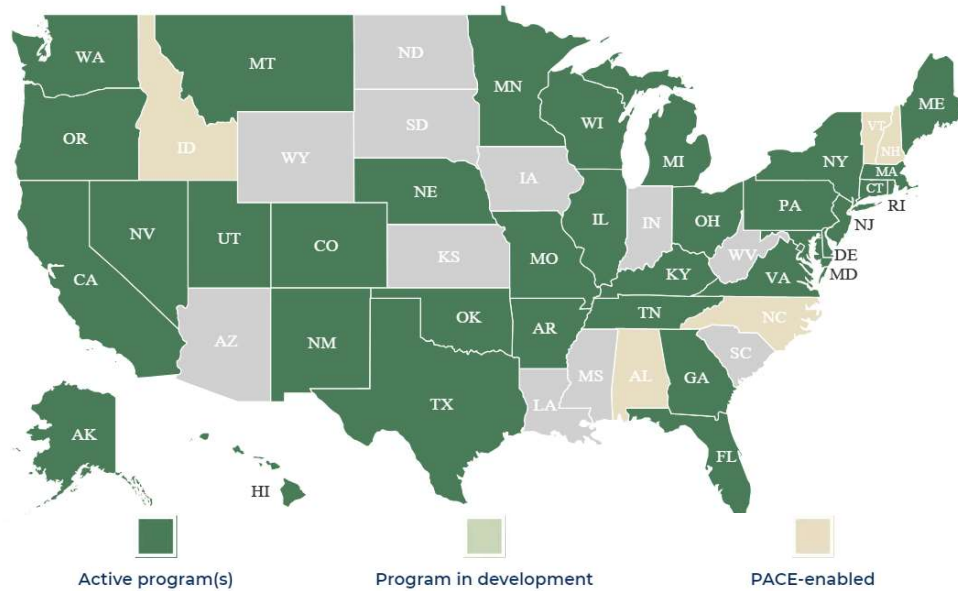 WA
MT
ND
MN
ME
OR
ID
SD
WI
VT
NH
WY
MI
NY
MA
CT
RI
IA
NE
PA
NJ
NV
UT
CO
IL
IN
OH
DE
CA
KS
MO
WV
MD
KY
VA
AZ
NM
OK
AR
TN
NC
SC
TX
LA
MS
AL
GA
AK
FL
HI
Active program(s)
Program in development
PACE-enabled